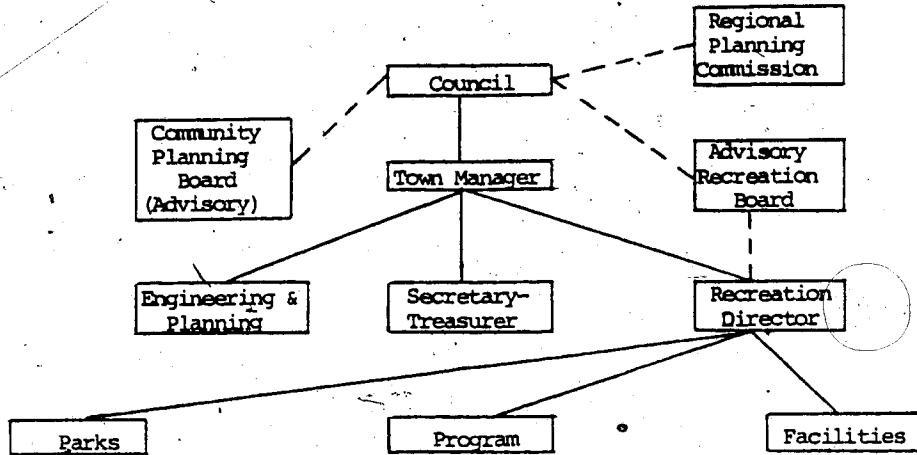 Regional
Planning
Commission
Council
Community
Planning
Board
(Advisory)
Advisory
Recreation
Board
Town Manager
Engineering &
Planning
Secretary-
Treasurer
Recreation
Director
Parks
Program
Facilities